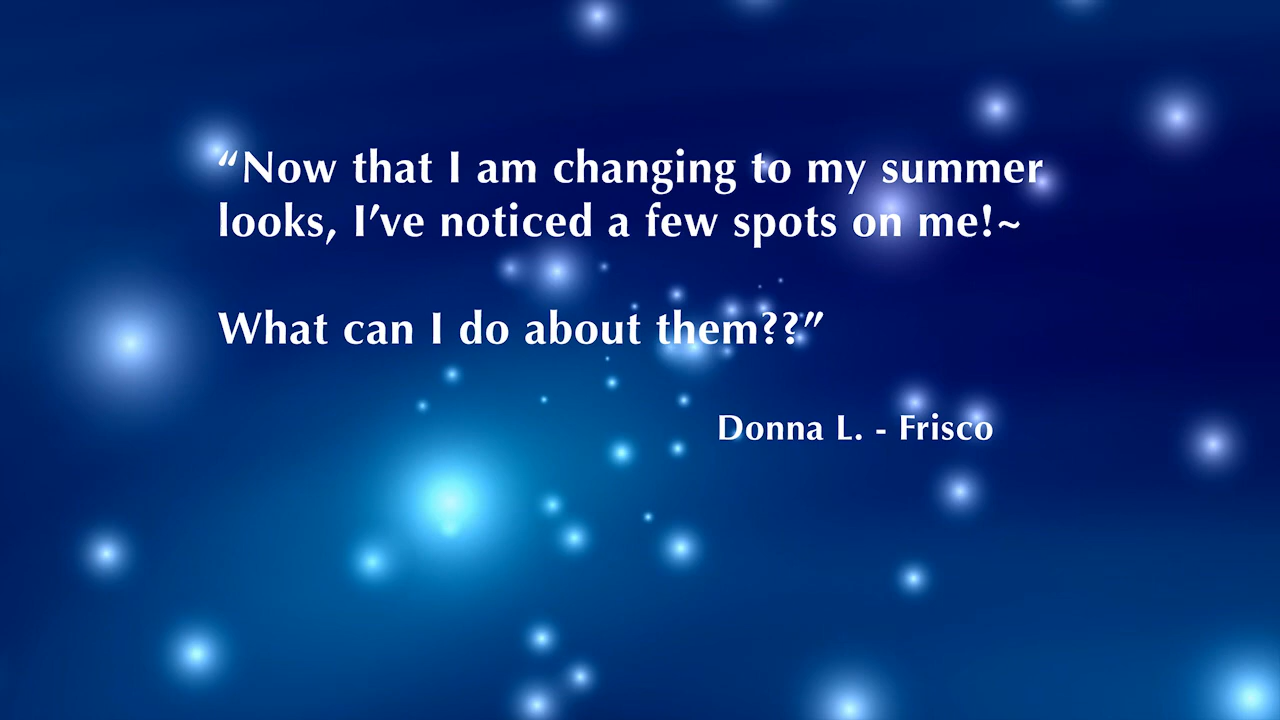 “Now that I am changing to my summer
looks, I’ve noticed a few spots on me!~
What can I do about them??”
Donna L. - Frisco